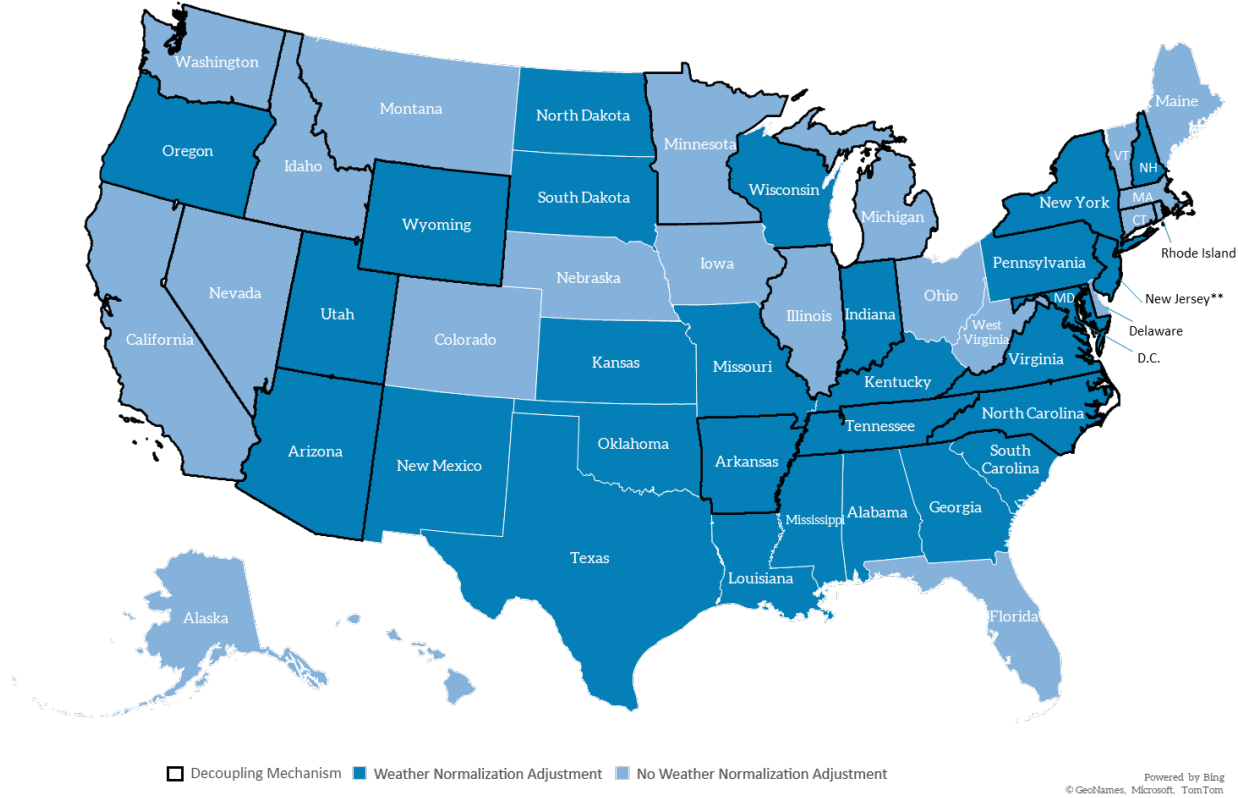 Washington
Montana
North Dakota
Minnesota
Maine
Oregon
Idaho
South Dakota
Wisconsin
VT
NH
Michigan
New York
MA
CT
Wyoming
Rhode Island
Nebraska
Iowa
Pennsylvania
Nevada
Utah
Colorado
Illinois
Indiana
Ohio
MD
New Jersey**
California
Kansas
Missouri
West
Virginia
Virginia
Delaware
D.C.
Kentucky
Arizona
New Mexico
Oklahoma
Arkansas
Tennessee
North Carolina
South
Carolina
Mississippi
Alabama
Georgia
Texas
Louisiana
Alaska
Florida
Decoupling Mechanism
Weather Normalization Adjustment
No Weather Normalization Adjustment
Powered by Bing
© GeoNames, Microsoft, TomTom